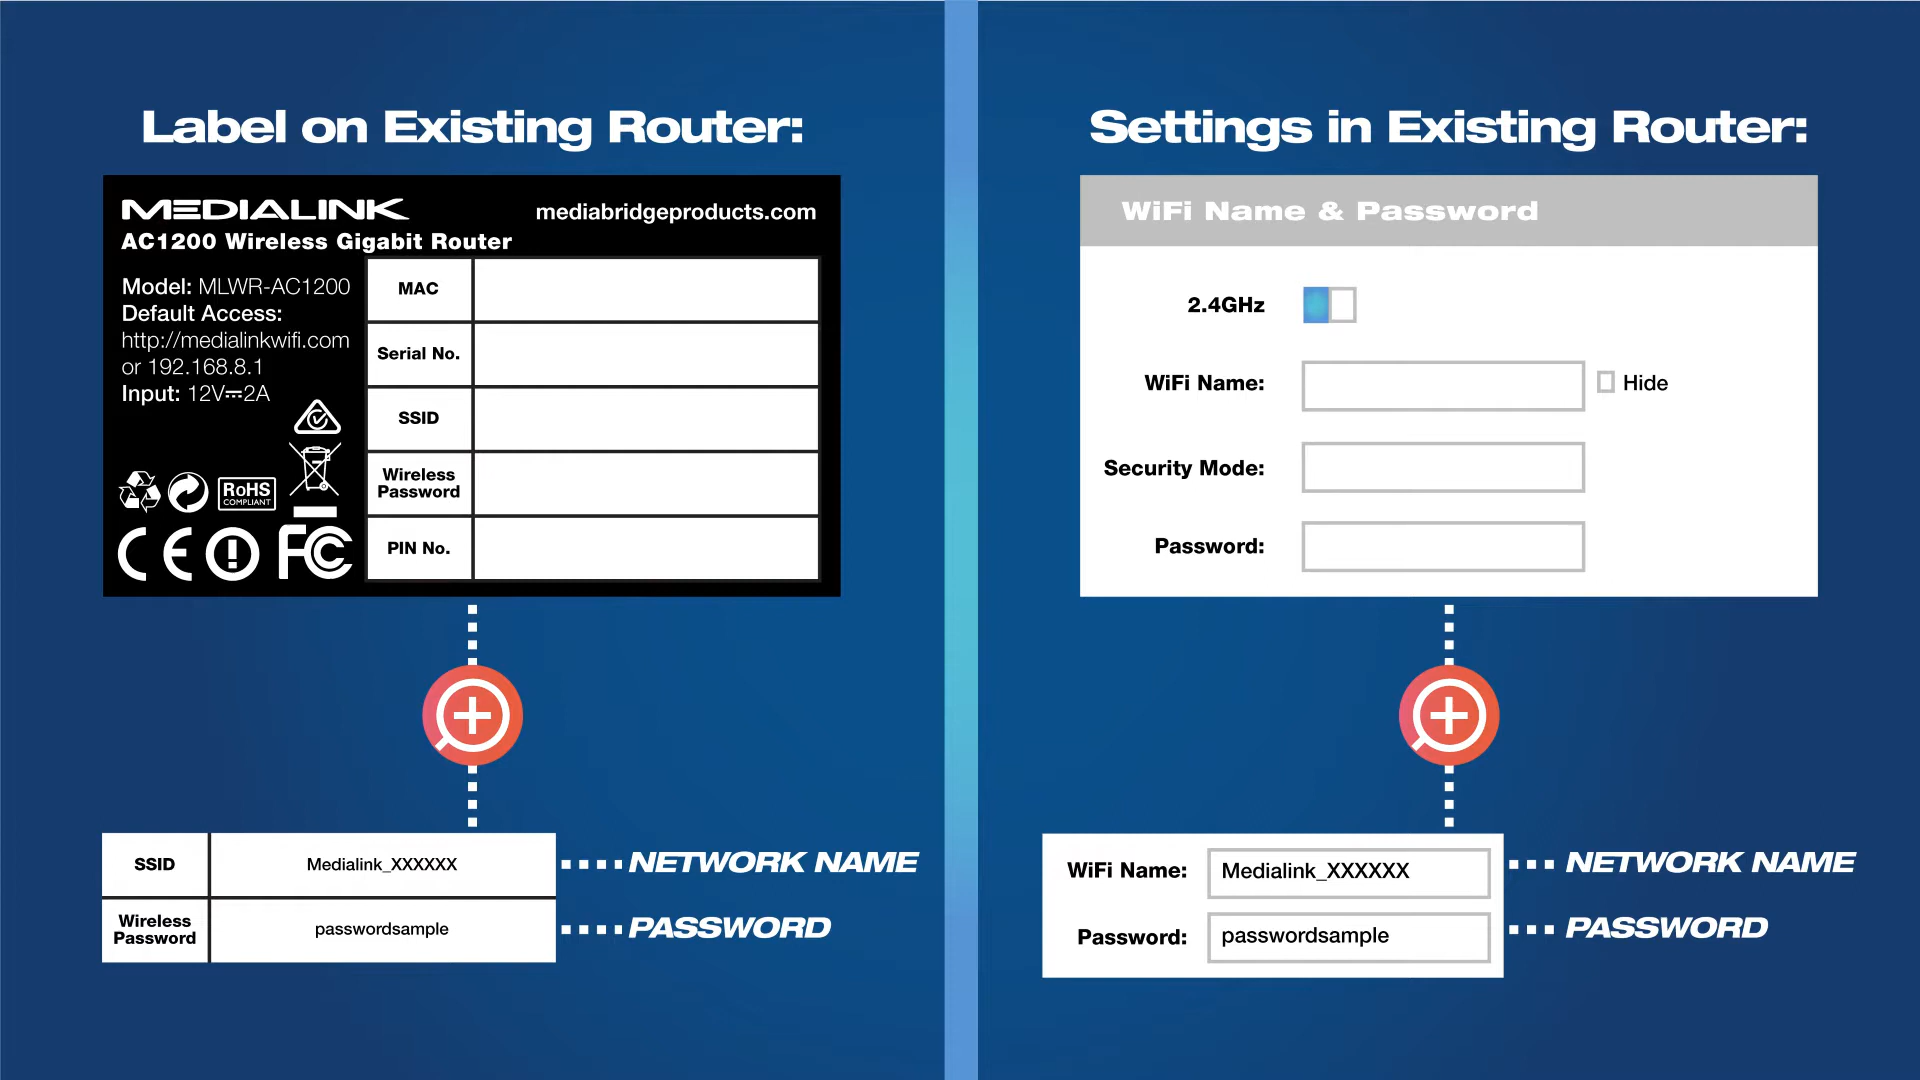 Label on Existing Router:
MEDIALINK
mediabridgeproducts.com
AC1200 Wireless Gigabit Router
Model: MLWR-AC1200
Default Access:
http://medialinkwifi.com
or 192.168.8.1
Input: 12V⎓2A
RoHS
COMPLIANT
CE
FC
MAC
Serial No.
SSID
Wireless
Password
PIN No.
SSID
Medialink_XXXXXX
NETWORK NAME
Wireless
Password
passwordsample
PASSWORD
Settings in Existing Router:
WiFi Name & Password
2.4GHz
WiFi Name:
Hide
Security Mode:
Password:
WiFi Name:
Medialink_XXXXXX
NETWORK NAME
Password:
passwordsample
PASSWORD